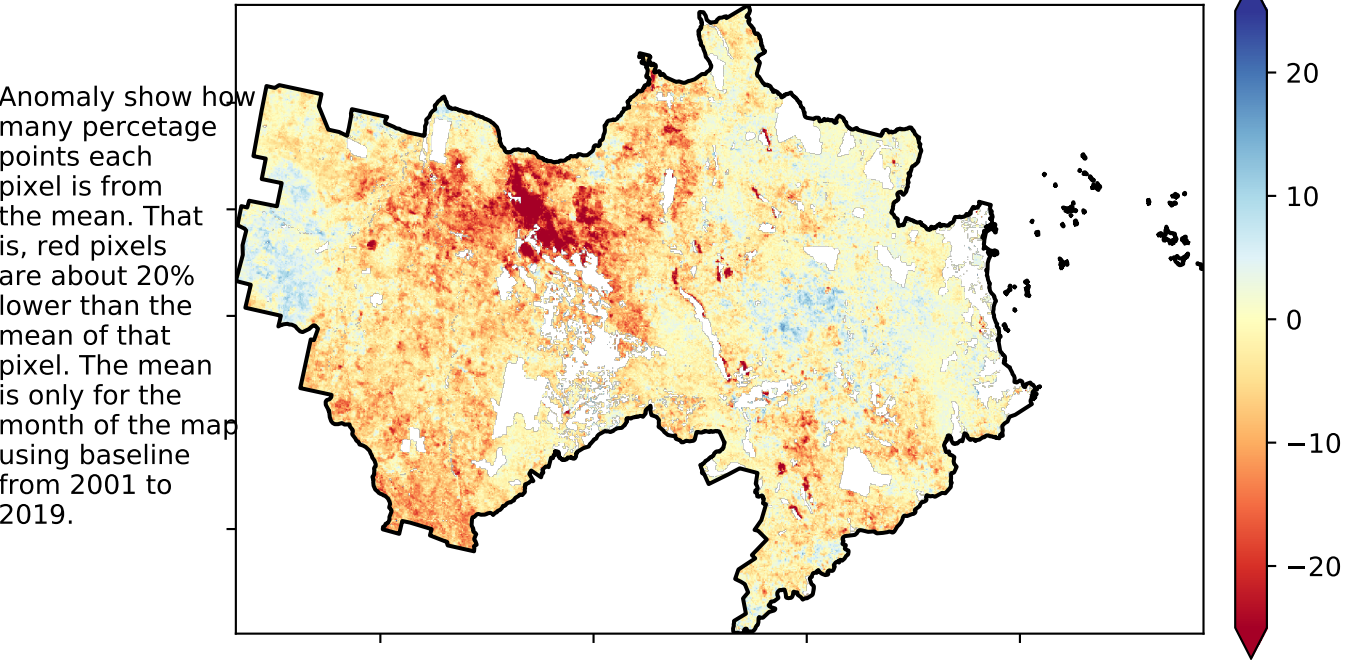 Anomaly show how
many percetage
points each
pixel is from
the mean. That
is, red pixels
are about 20%
lower than the
mean of that
pixel. The mean
is only for the
month of the map
using baseline
from 2001 to
2019.
20
10
0
−10
−20